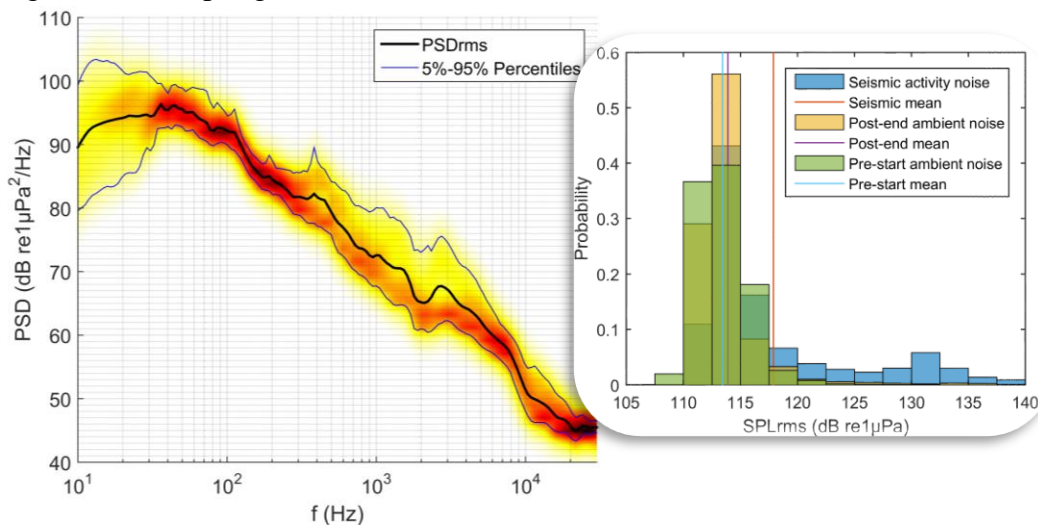 110
100
90
80
70
60
50
40
PSD (dB re1µPa²/Hz)
10¹
10²
10³
10⁴
f (Hz)
PSDrms
5%-95% Percentiles
0.6
0.5
0.4
0.3
0.2
0.1
0
Probability
105
110
115
120
125
130
135
140
SPLrms (dB re1µPa)
Seismic activity noise
Seismic mean
Post-end ambient noise
Post-end mean
Pre-start ambient noise
Pre-start mean